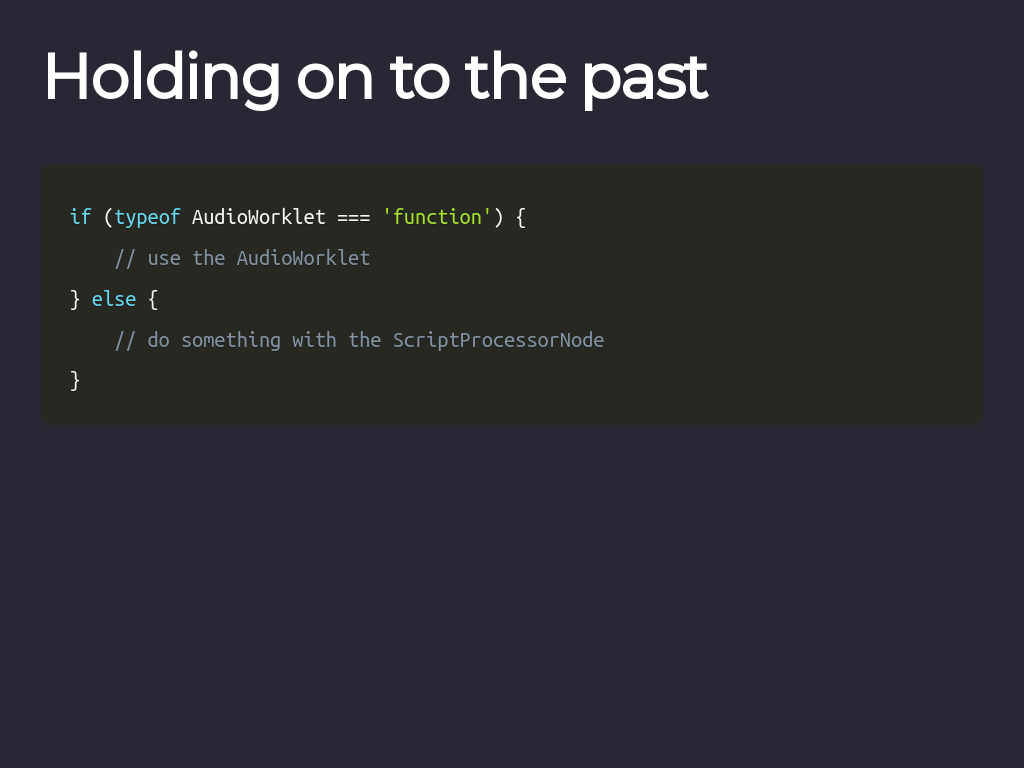 Holding on to the past
if (typeof AudioWorklet === 'function') {
    // use the AudioWorklet
} else {
    // do something with the ScriptProcessorNode
}